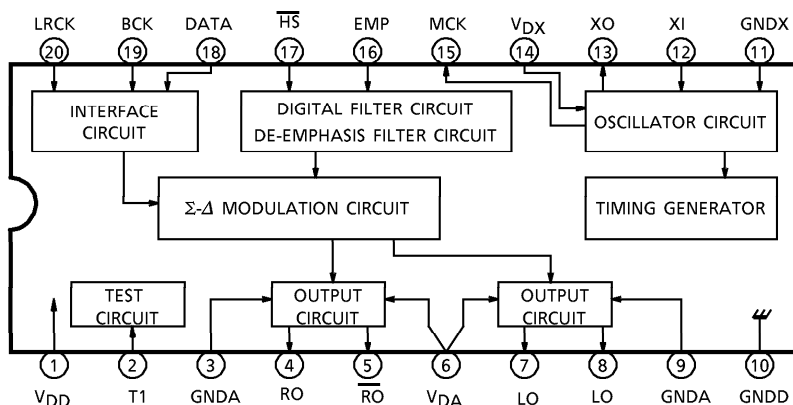 LRCK BCK DATA H̅S̅ EMP MCK VDX XO XI GNDX
20 19 18 17 16 15 14 13 12 11
INTERFACE
CIRCUIT
DIGITAL FILTER CIRCUIT
DE-EMPHASIS FILTER CIRCUIT
OSCILLATOR CIRCUIT
Σ-Δ MODULATION CIRCUIT
TIMING GENERATOR
TEST
CIRCUIT
OUTPUT
CIRCUIT
OUTPUT
CIRCUIT
1 2 3 4 5 6 7 8 9 10
VDD T1 GNDA RO R̅O̅ VDA LO LO GNDA GNDD